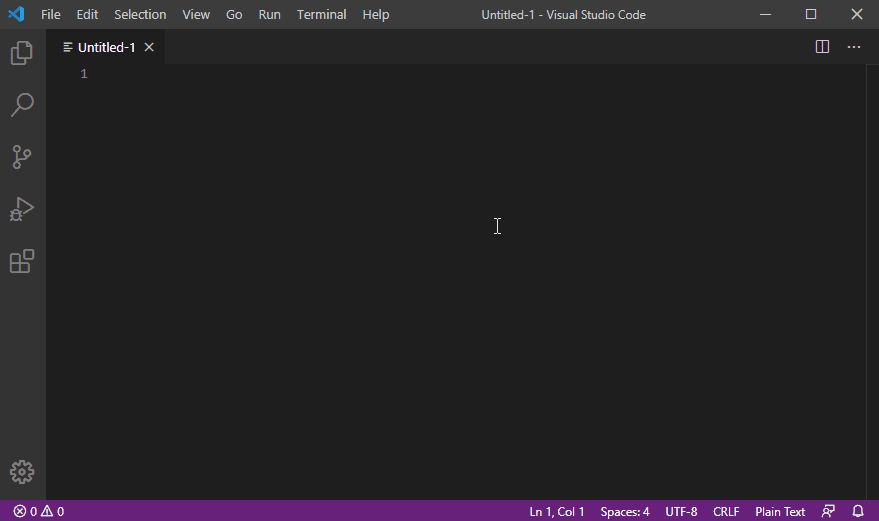 File Edit Selection View Go Run Terminal Help Untitled-1 - Visual Studio Code
Untitled-1
1
0 0 Ln 1, Col 1 Spaces: 4 UTF-8 CRLF Plain Text